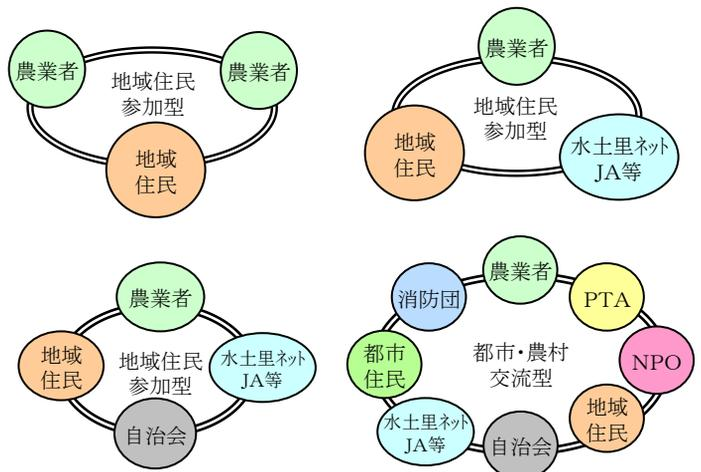 農業者
農業者
地域住民
参加型
地域
住民
農業者
地域住民
参加型
地域
住民
水土里ネット
JA等
農業者
地域
住民
地域住民
参加型
水土里ネット
JA等
自治会
農業者
消防団
PTA
都市
住民
都市・農村
交流型
NPO
水土里ネット
JA等
自治会
地域
住民